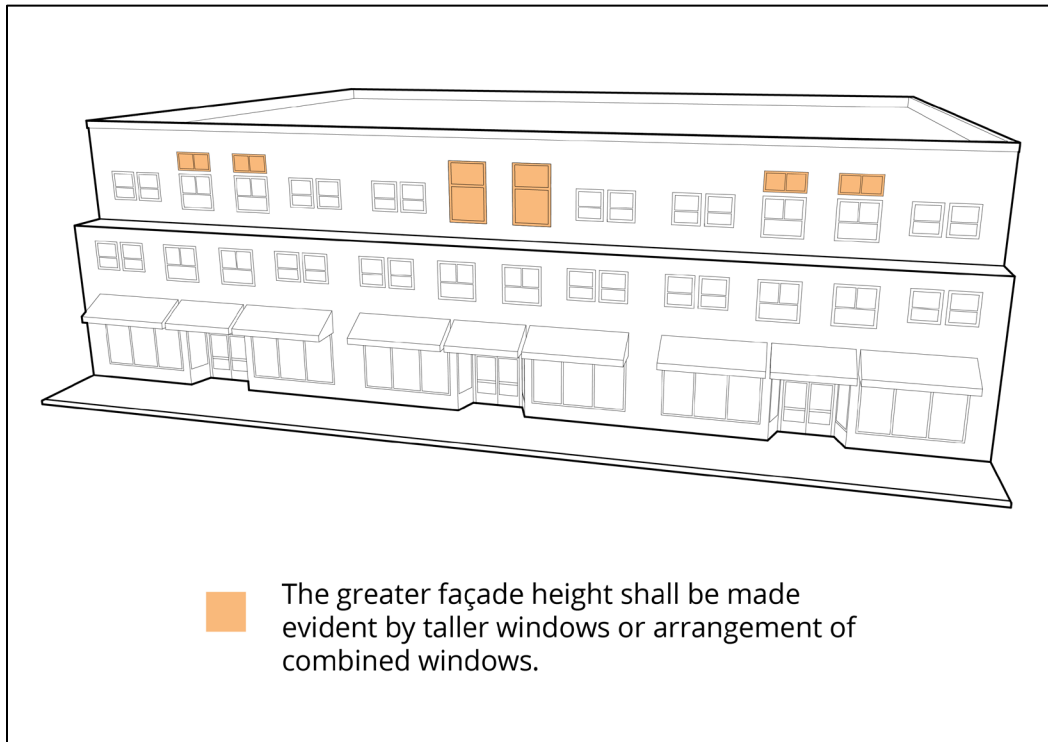 The greater façade height shall be made
evident by taller windows or arrangement of
combined windows.